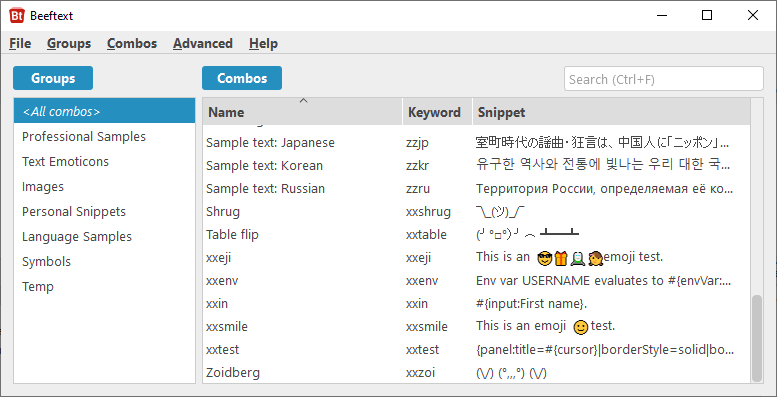 Beeftext
File Groups Combos Advanced Help
Groups Combos Search (Ctrl+F)
<All combos>
Professional Samples
Text Emoticons
Images
Personal Snippets
Language Samples
Symbols
Temp
Name Keyword Snippet
Sample text: Japanese zzjp 室町時代の謡曲・狂言は、中国人に「ニッポン」...
Sample text: Korean zzkr 유구한 역사와 전통에 빛나는 우리 대한 국...
Sample text: Russian zzru Территория России, определяемая её ко...
Shrug xxshrug ¯\_(ツ)_/¯
Table flip xxtable (╯°□°)╯︵ ┻━┻
xxeji xxeji This is an 😎🎁👰👧emoji test.
xxenv xxenv Env var USERNAME evaluates to #{envVar:...
xxin xxin #{input:First name}.
xxsmile xxsmile This is an emoji 🙂test.
xxtest xxtest {panel:title=#{cursor}|borderStyle=solid|bo...
Zoidberg xxzoi (\/) (°,,,°) (\/)